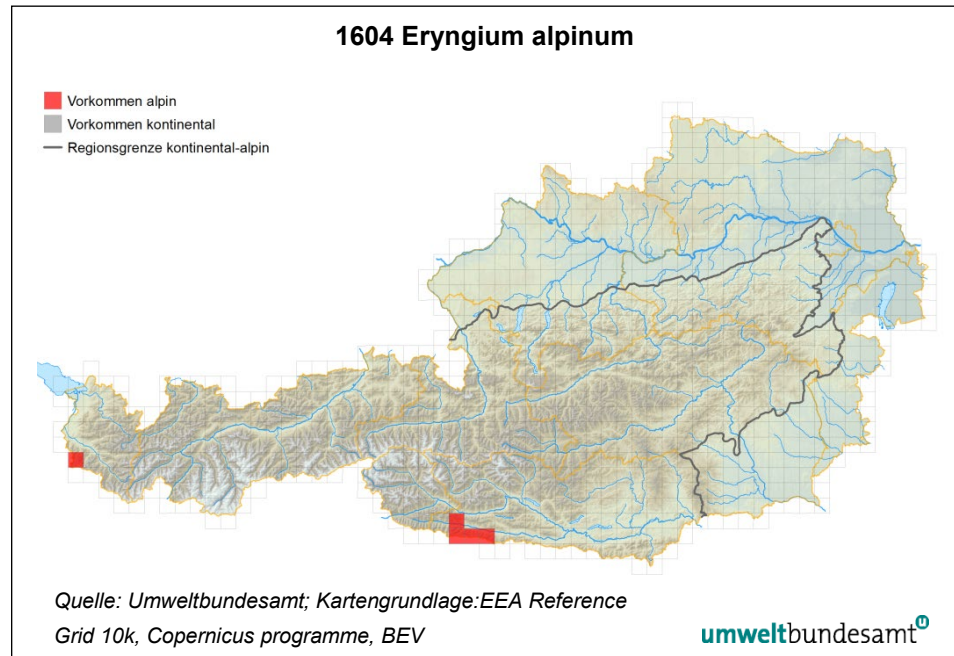 1604 Eryngium alpinum
Vorkommen alpin
Vorkommen kontinental
Regionsgrenze kontinental-alpin
Quelle: Umweltbundesamt; Kartengrundlage:EEA Reference
Grid 10k, Copernicus programme, BEV
umweltbundesamt
u